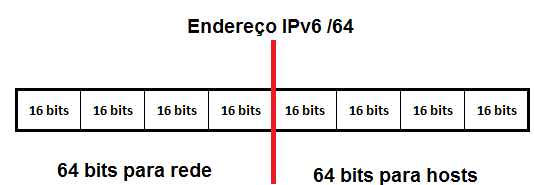 Endereço IPv6 /64
16 bits 16 bits 16 bits 16 bits 16 bits 16 bits 16 bits 16 bits
64 bits para rede 64 bits para hosts